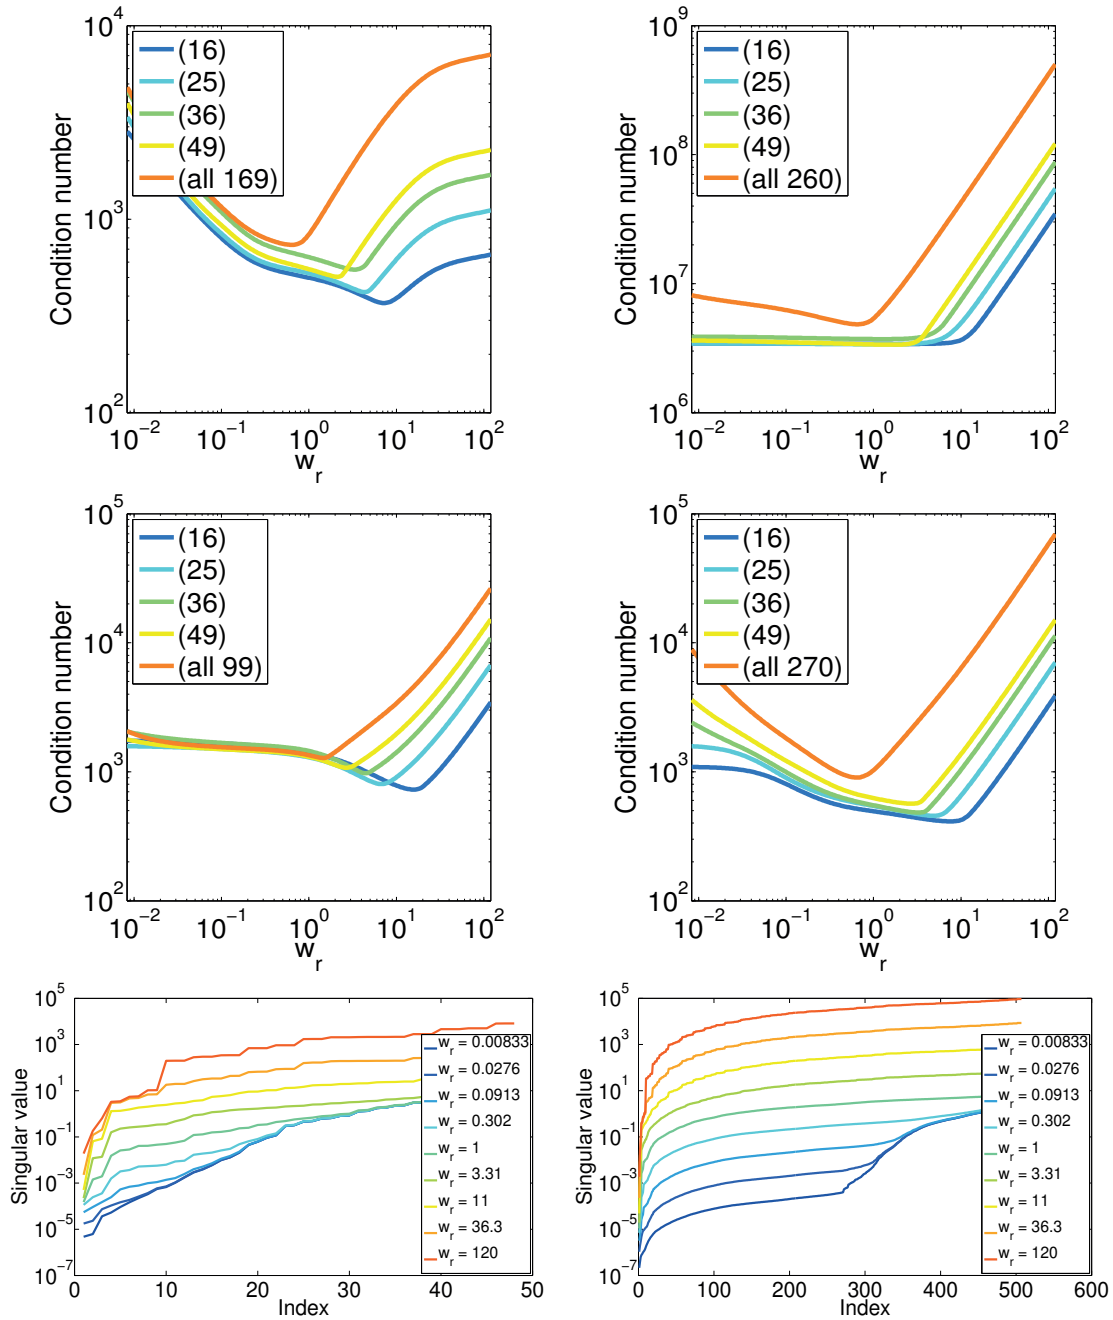 10^4
10^3
10^2
Condition number
(16)
(25)
(36)
(49)
(all 169)
10^-2 10^-1 10^0 10^1 10^2
w_r
10^9
10^8
10^7
10^6
Condition number
(16)
(25)
(36)
(49)
(all 260)
10^-2 10^-1 10^0 10^1 10^2
w_r
10^5
10^4
10^3
10^2
Condition number
(16)
(25)
(36)
(49)
(all 99)
10^-2 10^-1 10^0 10^1 10^2
w_r
10^5
10^4
10^3
10^2
Condition number
(16)
(25)
(36)
(49)
(all 270)
10^-2 10^-1 10^0 10^1 10^2
w_r
10^5
10^3
10^1
10^-1
10^-3
10^-5
10^-7
Singular value
w_r = 0.00833
w_r = 0.0276
w_r = 0.0913
w_r = 0.302
w_r = 1
w_r = 3.31
w_r = 11
w_r = 36.3
w_r = 120
0 10 20 30 40 50
Index
10^5
10^3
10^1
10^-1
10^-3
10^-5
10^-7
Singular value
w_r = 0.00833
w_r = 0.0276
w_r = 0.0913
w_r = 0.302
w_r = 1
w_r = 3.31
w_r = 11
w_r = 36.3
w_r = 120
0 100 200 300 400 500 600
Index